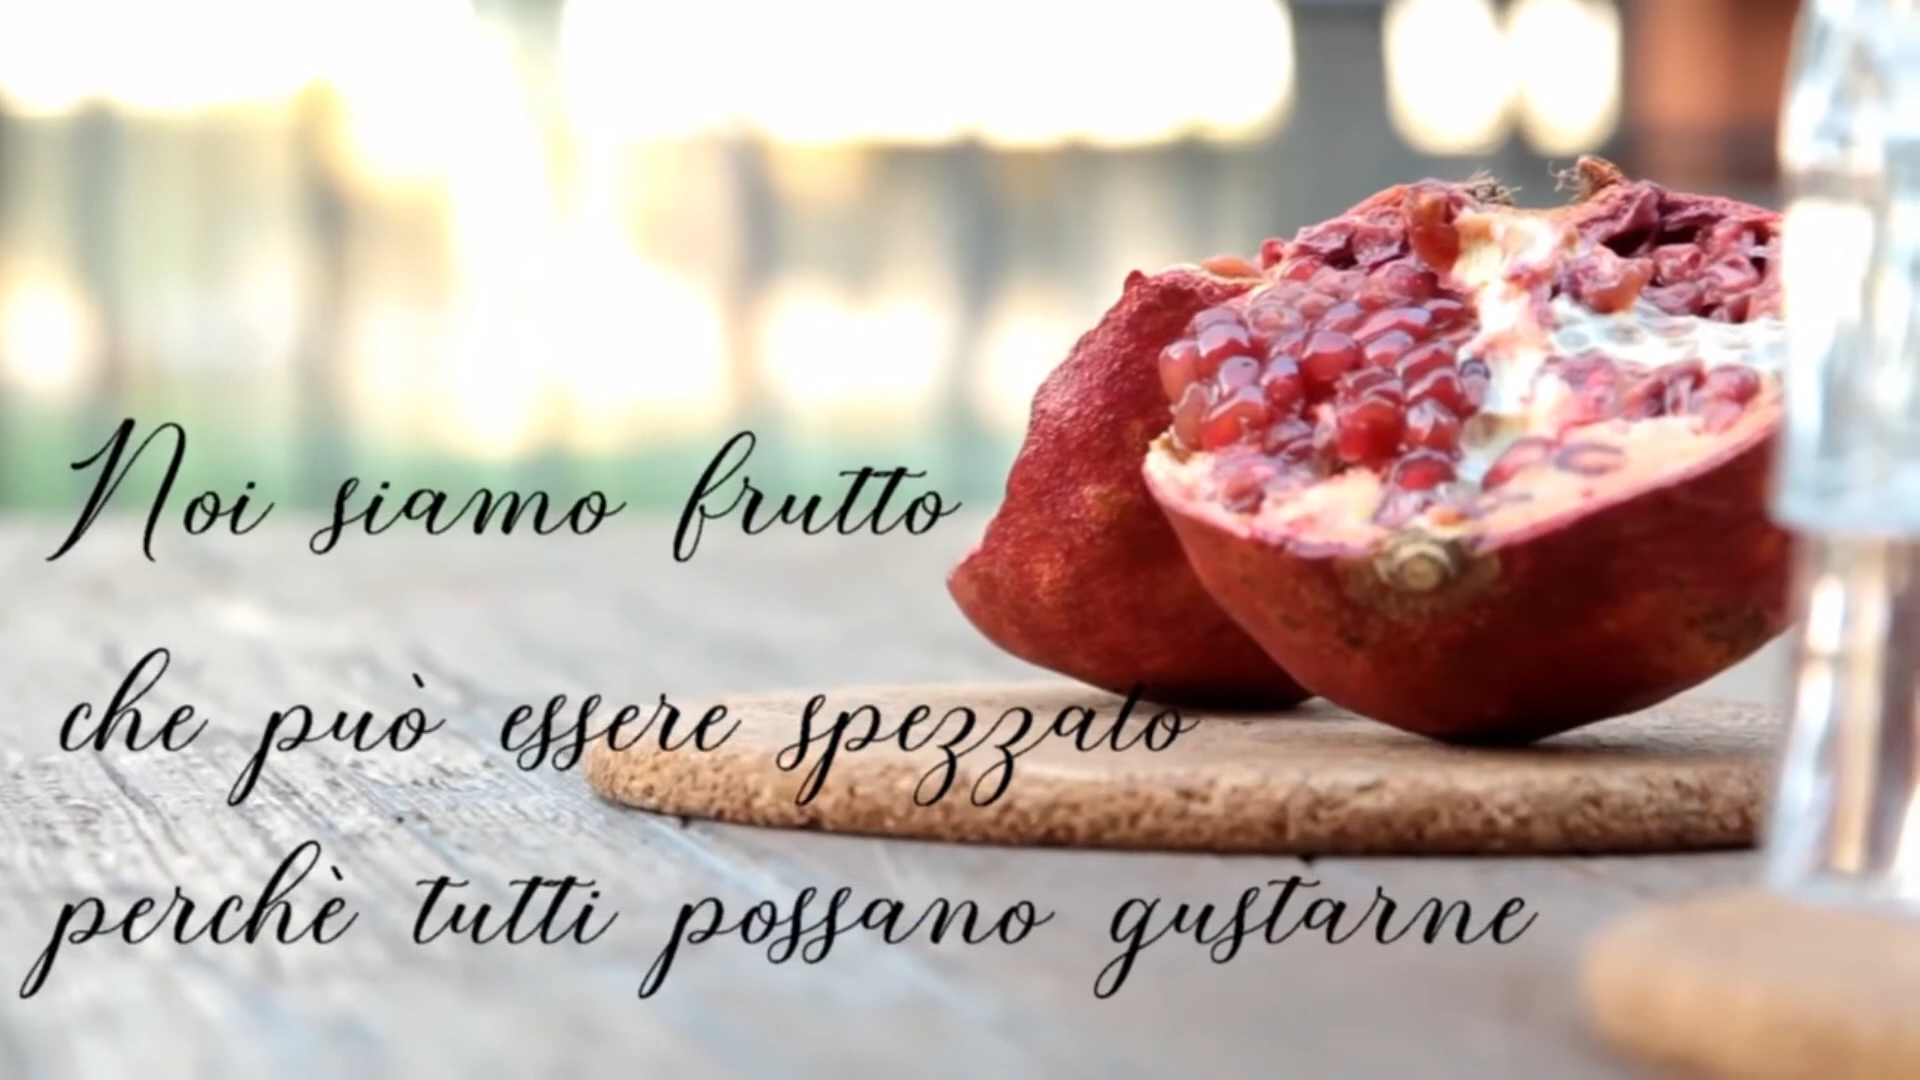 Noi siamo frutto
che può essere spezzato
perchè tutti possano gustarne